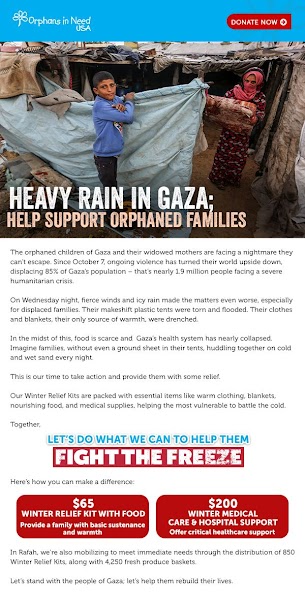 Orphans in Need
USA
DONATE NOW
HEAVY RAIN IN GAZA;
HELP SUPPORT ORPHANED FAMILIES
The orphaned children of Gaza and their widowed mothers are facing a nightmare they
can't escape. Since October 7, ongoing violence has turned their world upside down,
displacing 85% of Gaza's population – that's nearly 1.9 million people facing a severe
humanitarian crisis.
On Wednesday night, fierce winds and icy rain made the matters even worse, especially
for displaced families. Their makeshift plastic tents were torn and flooded. Their clothes
and blankets, their only source of warmth, were drenched.
In the midst of this, food is scarce and Gaza's health system has nearly collapsed.
Imagine families, without even a ground sheet in their tents, huddling together on cold
and wet sand every night.
This is our time to take action and provide them with some relief.
Our Winter Relief Kits are packed with essential items like warm clothing, blankets,
nourishing food, and medical supplies, helping the most vulnerable to battle the cold.
Together,
LET'S DO WHAT WE CAN TO HELP THEM
FIGHT THE FREEZE
Here's how you can make a difference:
$65
WINTER RELIEF KIT WITH FOOD
Provide a family with basic sustenance
and warmth
$200
WINTER MEDICAL
CARE & HOSPITAL SUPPORT
Offer critical healthcare support
In Rafah, we're also mobilizing to meet immediate needs through the distribution of 850
Winter Relief Kits, along with 4,250 fresh produce baskets.
Let's stand with the people of Gaza; let's help them rebuild their lives.